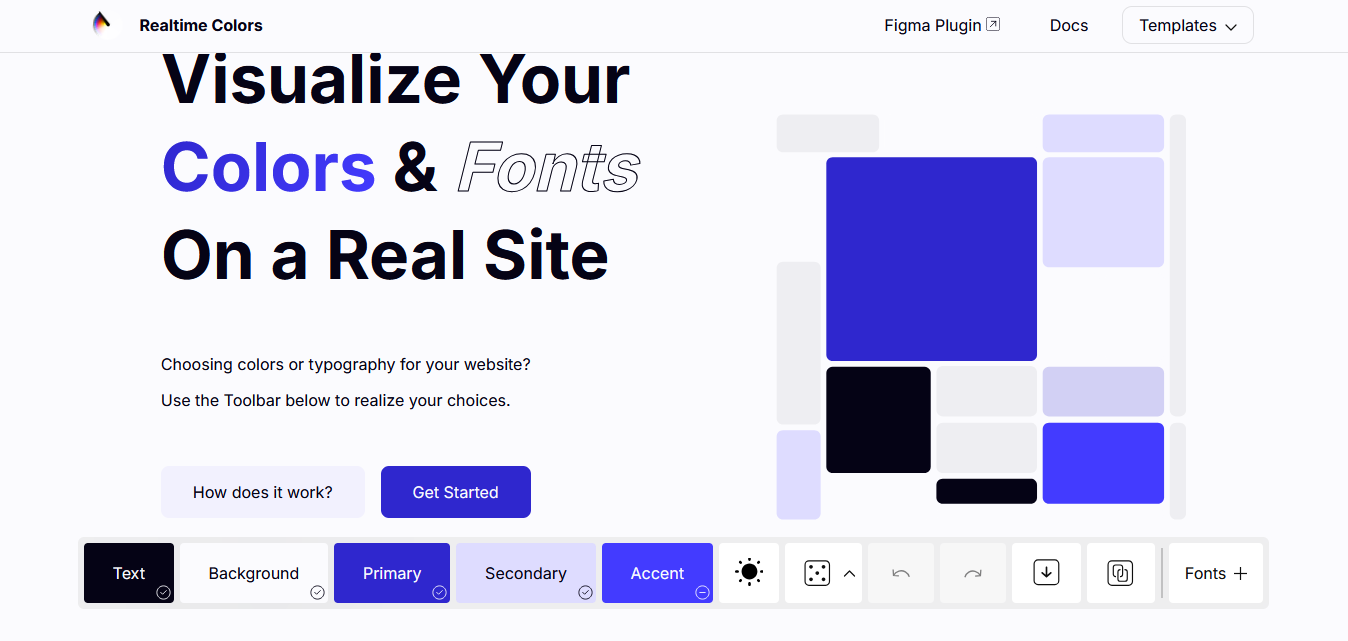 Realtime Colors
Figma Plugin
Docs
Templates
Visualize Your
Colors & Fonts
On a Real Site
Choosing colors or typography for your website?
Use the Toolbar below to realize your choices.
How does it work?
Get Started
Text
Background
Primary
Secondary
Accent
Fonts